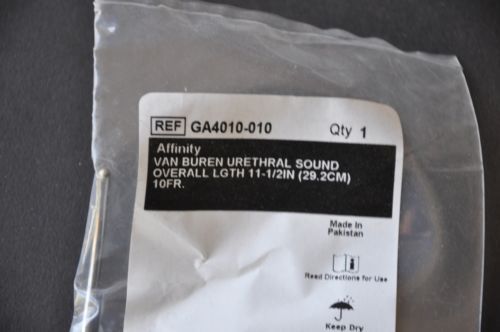 REF GA4010-010 Qty 1
Affinity
VAN BUREN URETHRAL SOUND
OVERALL LGTH 11-1/2IN (29.2CM)
10FR.
Made In
Pakistan
Read Directions for Use
Keep Dry